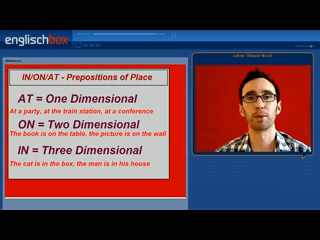 englischbox
IN/ON/AT - Prepositions of Place
AT = One Dimensional
At a party, at the train station, at a conference
ON = Two Dimensional
The book is on the table, the picture is on the wall
IN = Three Dimensional
The cat is in the box, the man is in his house